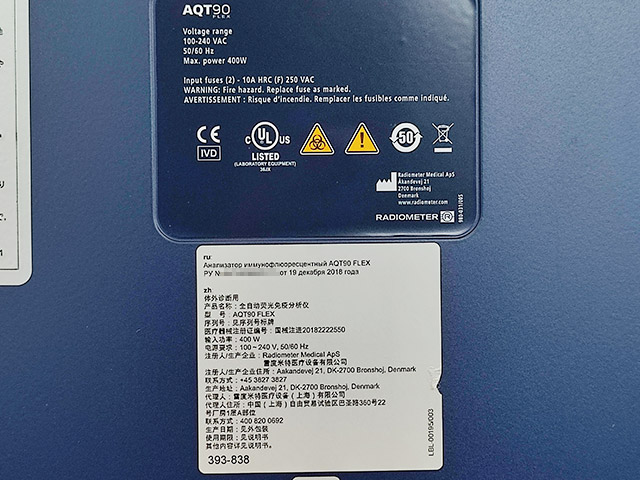 AQT90
FLEX
Voltage range
100-240 VAC
50/60 Hz
Max. power 400W
Input fuses (2) - 10A HRC (F) 250 VAC
WARNING: Fire hazard. Replace fuse as marked.
AVERTISSEMENT : Risque d'incendie. Remplacer les fusibles comme indiqué.
CE
IVD
C UL US
LISTED
(LABORATORY EQUIPMENT)
36JX
50
Radiometer Medical ApS
Åkandevej 21
2700 Brønshøj
Denmark
www.radiometer.com
RADIOMETER R
ru:
Анализатор иммунофлюоресцентный AQT90 FLEX
РУ № от 19 декабря 2018 года
zh
体外诊断用
产品名称:全自动荧光免疫分析仪
型 号:AQT90 FLEX
序列号:见序列号标牌
医疗器械注册证编号:国械注进20182222550
输入功率:400 W
电源要求:100~240 V, 50/60 Hz
注册人/生产企业:Radiometer Medical ApS
雷度米特医疗设备有限公司
注册人/生产企业住所:Aakandevej 21, DK-2700 Bronshoj, Denmark
联系方式:+45 3827 3827
生产地址:Aakandevej 21, DK-2700 Bronshoj, Denmark
代理人:雷度米特医疗设备(上海)有限公司
代理人住所:中国(上海)自由贸易试验区巴圣路360号22
号厂房1层A部位
联系方式:400 820 0692
生产日期:见外包装
使用期限:见说明书
其他内容详见说明书
393-838
LBL-00195/003